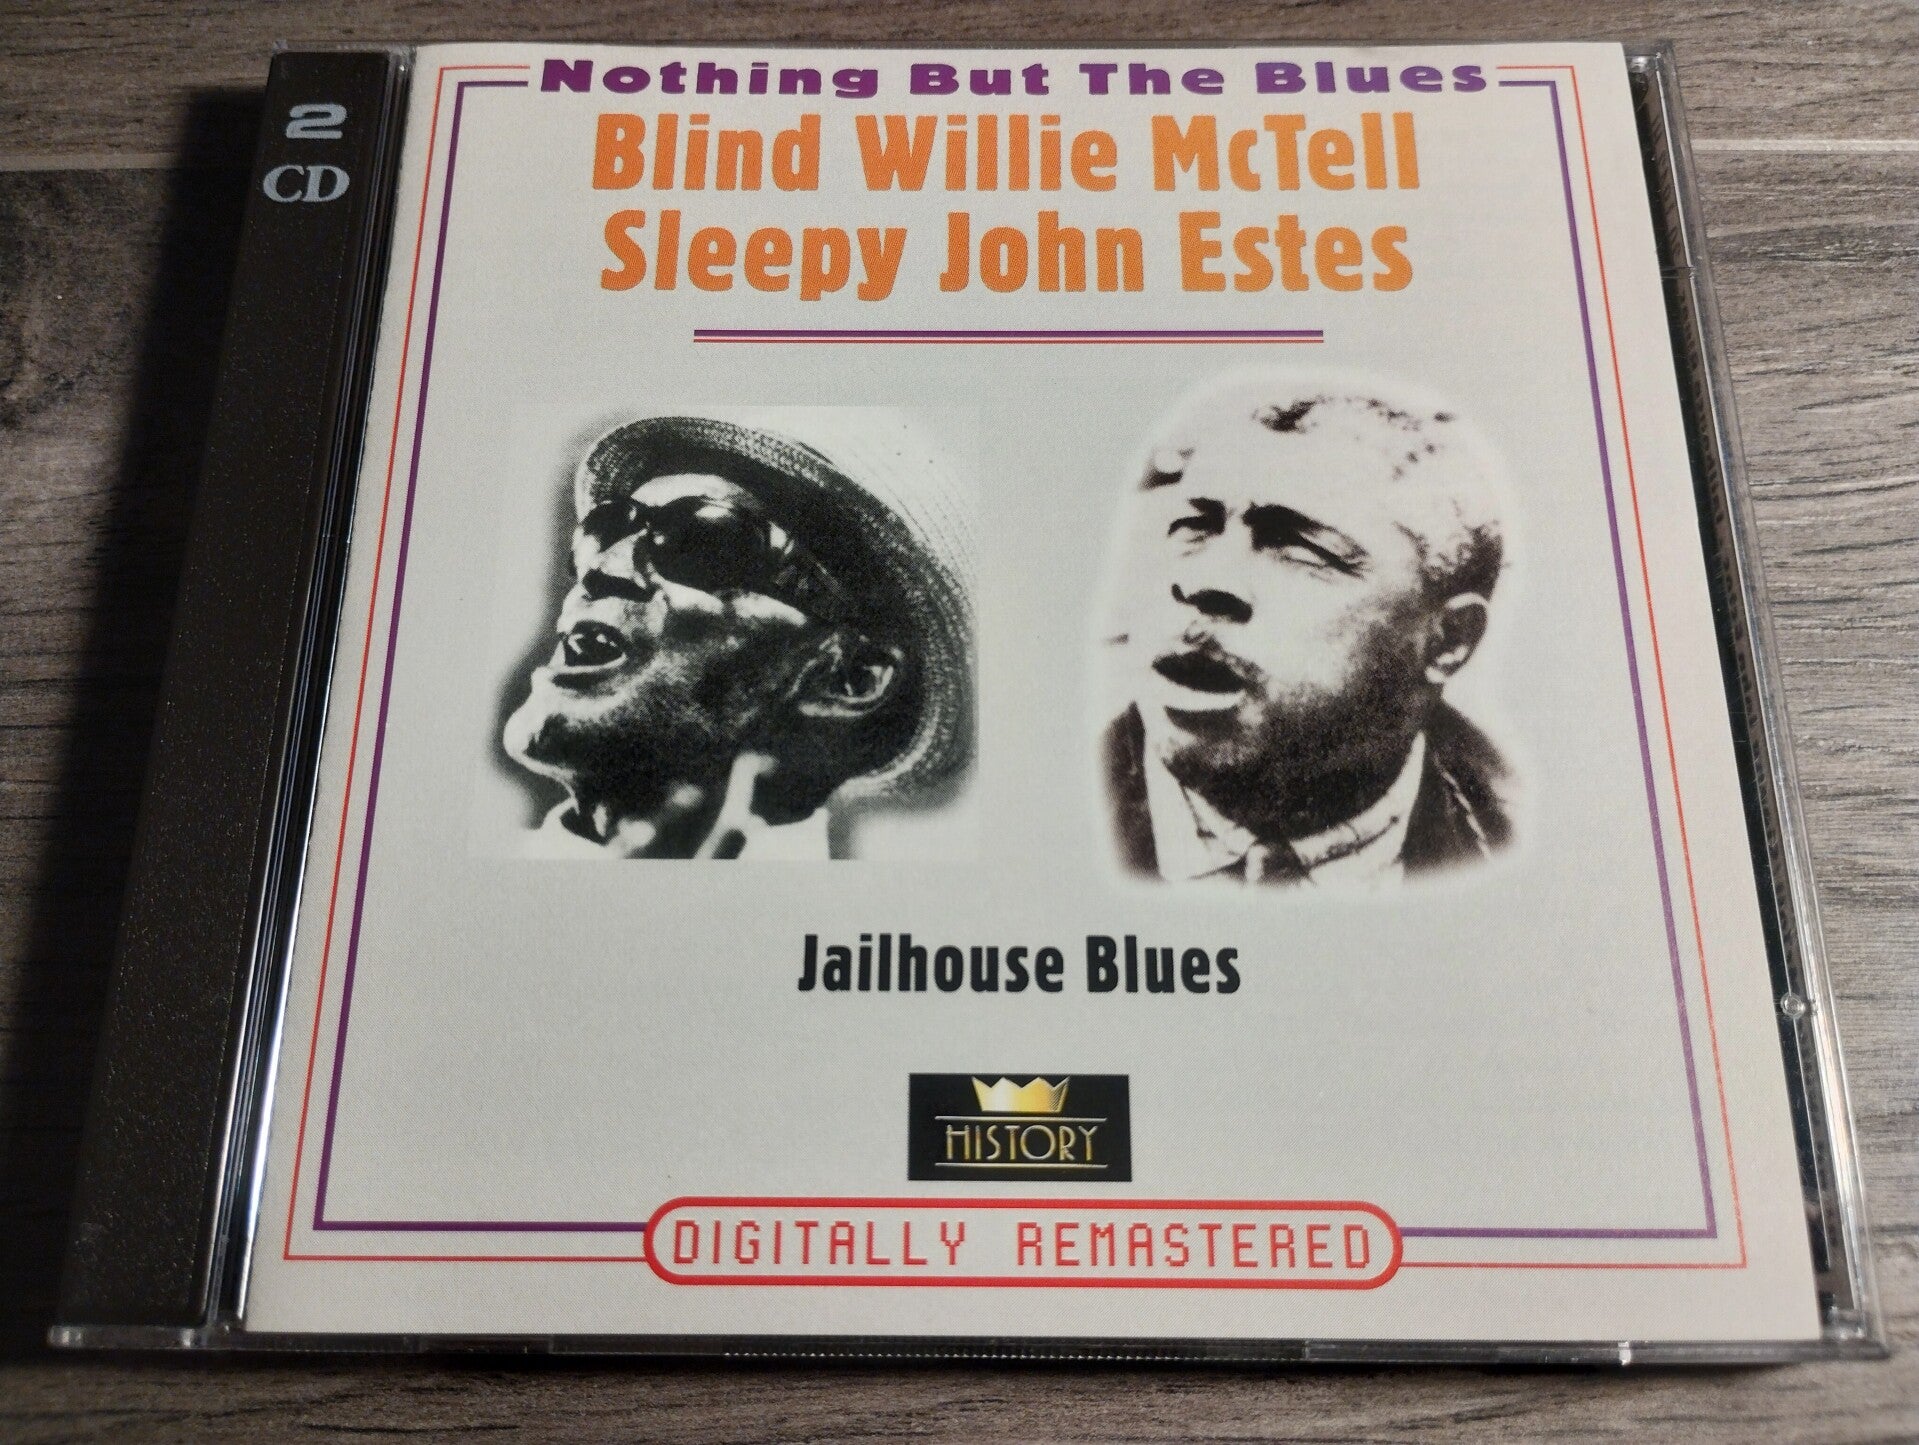 2
CD
Nothing But The Blues
Blind Willie McTell
Sleepy John Estes
Jailhouse Blues
HISTORY
DIGITALLY REMASTERED